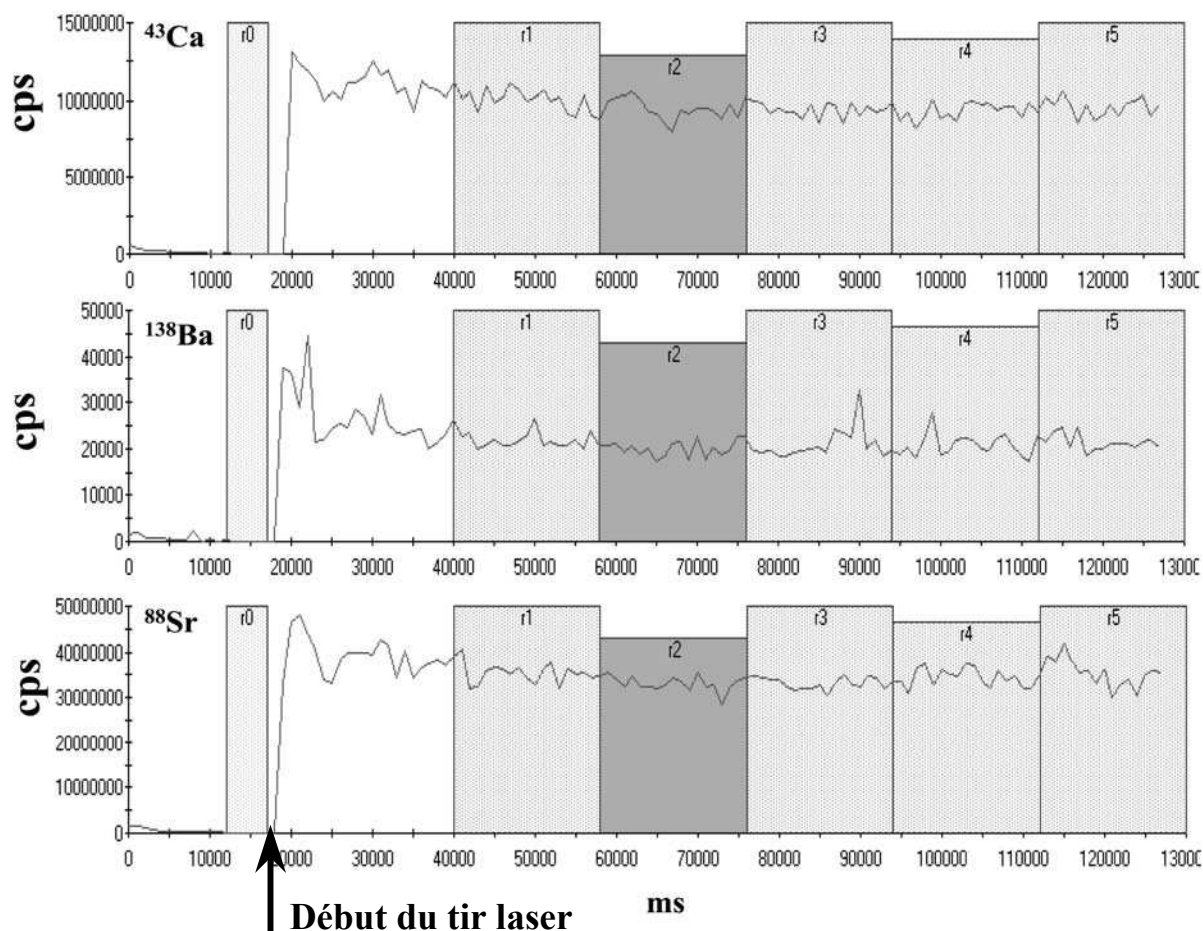 ⁴³Ca
cps
15000000
10000000
5000000
0
r0 r1 r2 r3 r4 r5
0 10000 20000 30000 40000 50000 60000 70000 80000 90000 100000 110000 120000 13000
¹³⁸Ba
cps
50000
40000
30000
20000
10000
0
r0 r1 r2 r3 r4 r5
0 10000 20000 30000 40000 50000 60000 70000 80000 90000 100000 110000 120000 13000
⁸⁸Sr
cps
50000000
40000000
30000000
20000000
10000000
0
r0 r1 r2 r3 r4 r5
0 10000 20000 30000 40000 50000 60000 70000 80000 90000 100000 110000 120000 13000
ms
Début du tir laser